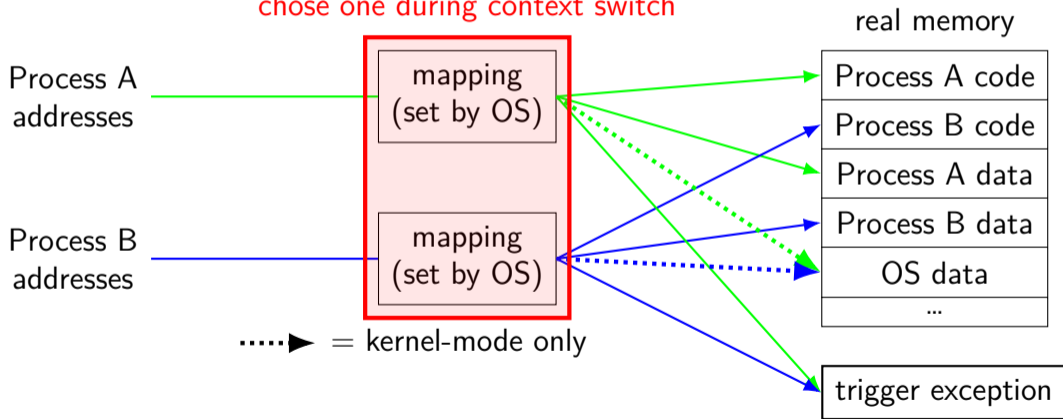 chose one during context switch
real memory
Process A
addresses
mapping
(set by OS)
Process A code
Process B code
Process A data
Process B
addresses
mapping
(set by OS)
Process B data
OS data
...
= kernel-mode only
trigger exception